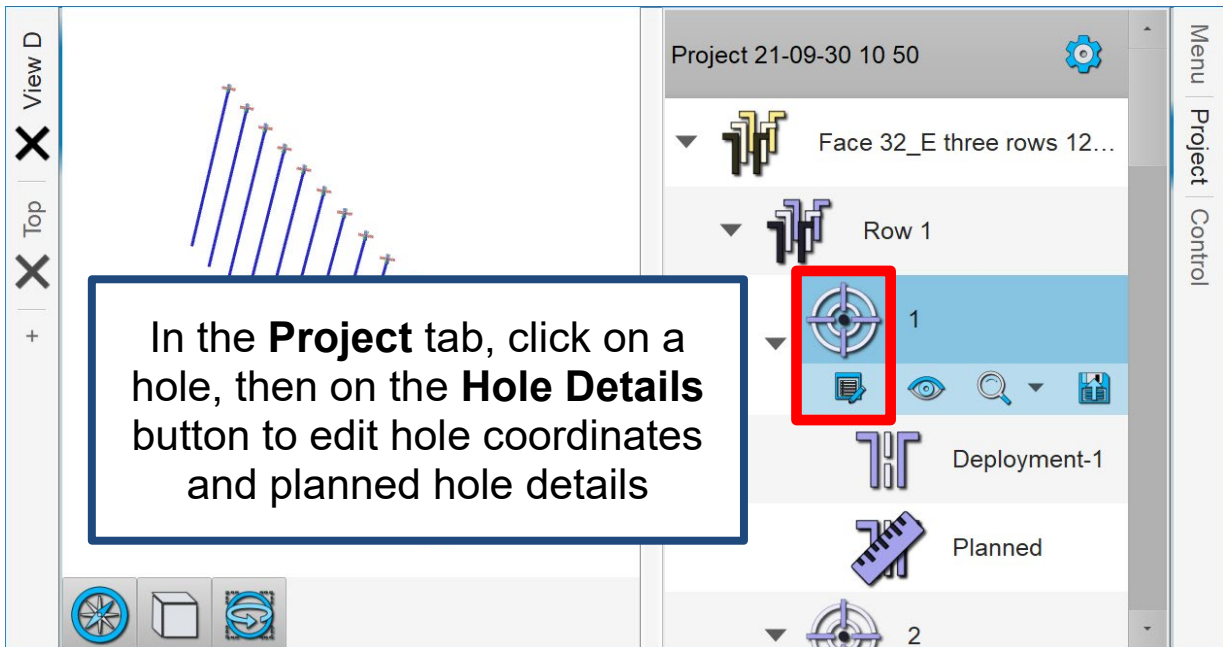 View D
Top
+
Project 21-09-30 10 50
Face 32_E three rows 12...
Row 1
1
Deployment-1
Planned
2
Menu
Project
Control
In the Project tab, click on a
hole, then on the Hole Details
button to edit hole coordinates
and planned hole details